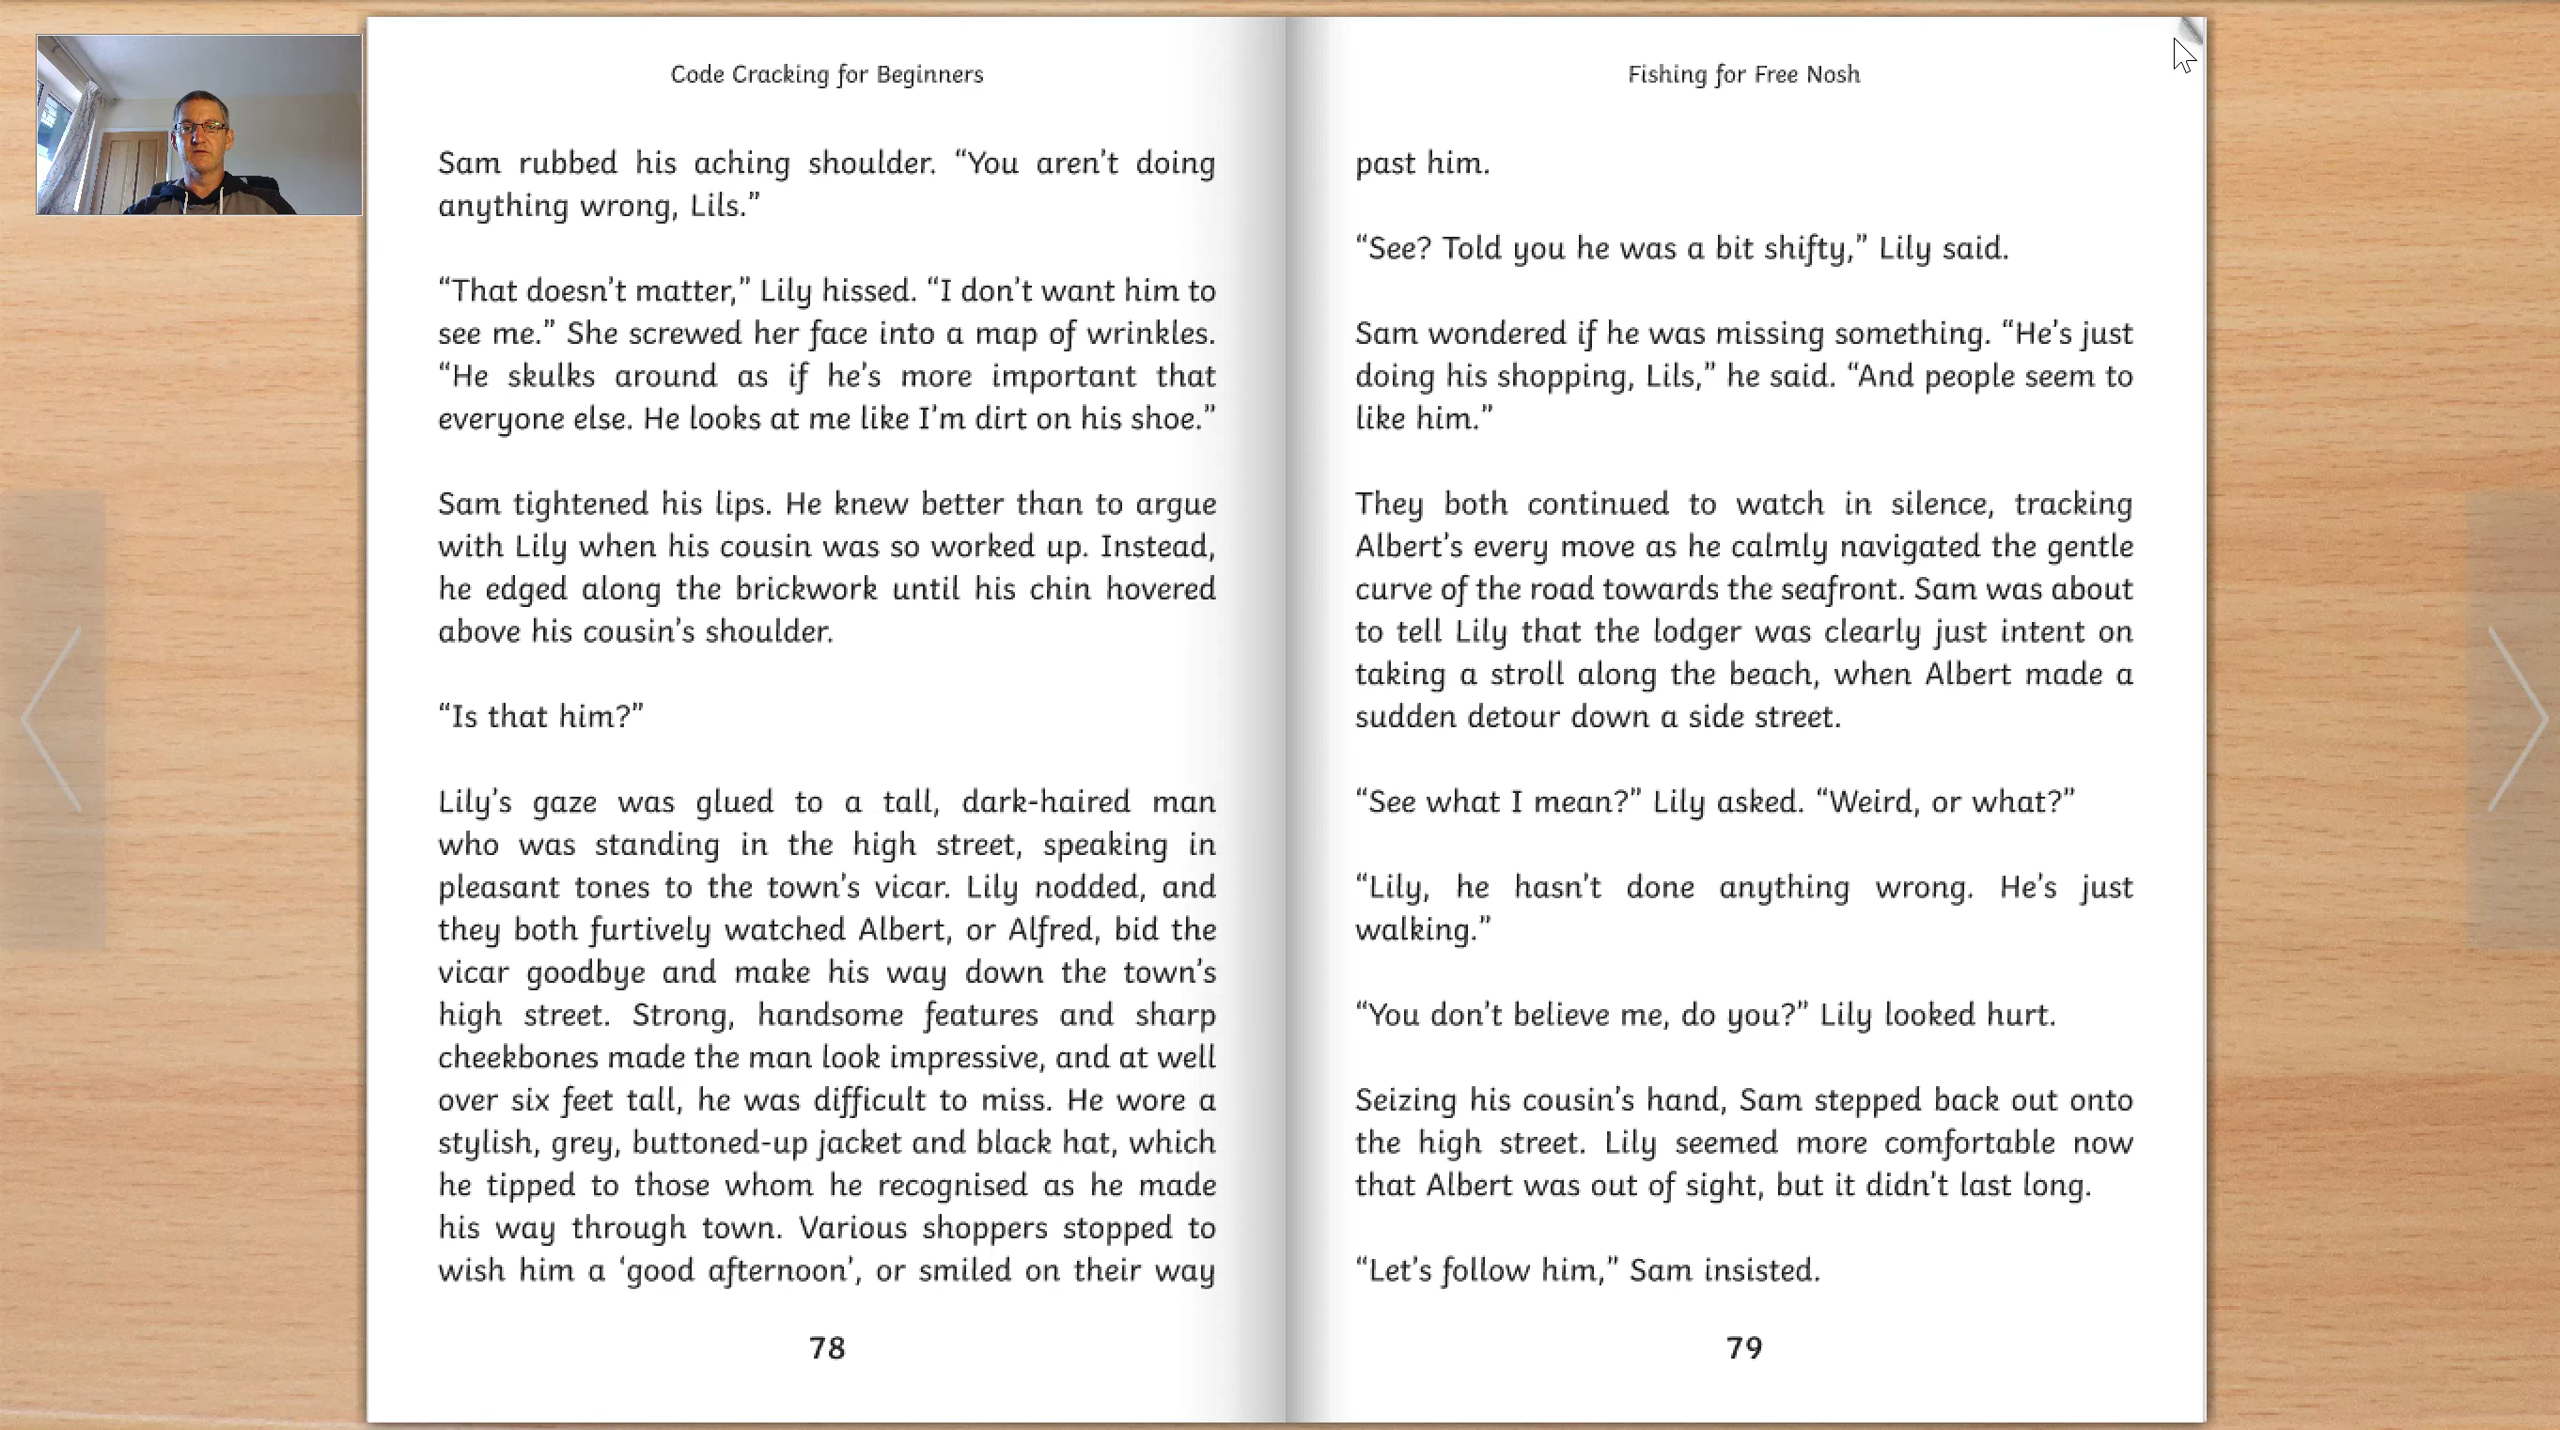 Code Cracking for Beginners
Sam rubbed his aching shoulder. “You aren’t doing
anything wrong, Lils.”
“That doesn’t matter,” Lily hissed. “I don’t want him to
see me.” She screwed her face into a map of wrinkles.
“He skulks around as if he’s more important that
everyone else. He looks at me like I’m dirt on his shoe.”
Sam tightened his lips. He knew better than to argue
with Lily when his cousin was so worked up. Instead,
he edged along the brickwork until his chin hovered
above his cousin’s shoulder.
“Is that him?”
Lily’s gaze was glued to a tall, dark-haired man
who was standing in the high street, speaking in
pleasant tones to the town’s vicar. Lily nodded, and
they both furtively watched Albert, or Alfred, bid the
vicar goodbye and make his way down the town’s
high street. Strong, handsome features and sharp
cheekbones made the man look impressive, and at well
over six feet tall, he was difficult to miss. He wore a
stylish, grey, buttoned-up jacket and black hat, which
he tipped to those whom he recognised as he made
his way through town. Various shoppers stopped to
wish him a ‘good afternoon’, or smiled on their way
78
Fishing for Free Nosh
past him.
“See? Told you he was a bit shifty,” Lily said.
Sam wondered if he was missing something. “He’s just
doing his shopping, Lils,” he said. “And people seem to
like him.”
They both continued to watch in silence, tracking
Albert’s every move as he calmly navigated the gentle
curve of the road towards the seafront. Sam was about
to tell Lily that the lodger was clearly just intent on
taking a stroll along the beach, when Albert made a
sudden detour down a side street.
“See what I mean?” Lily asked. “Weird, or what?”
“Lily, he hasn’t done anything wrong. He’s just
walking.”
“You don’t believe me, do you?” Lily looked hurt.
Seizing his cousin’s hand, Sam stepped back out onto
the high street. Lily seemed more comfortable now
that Albert was out of sight, but it didn’t last long.
“Let’s follow him,” Sam insisted.
79